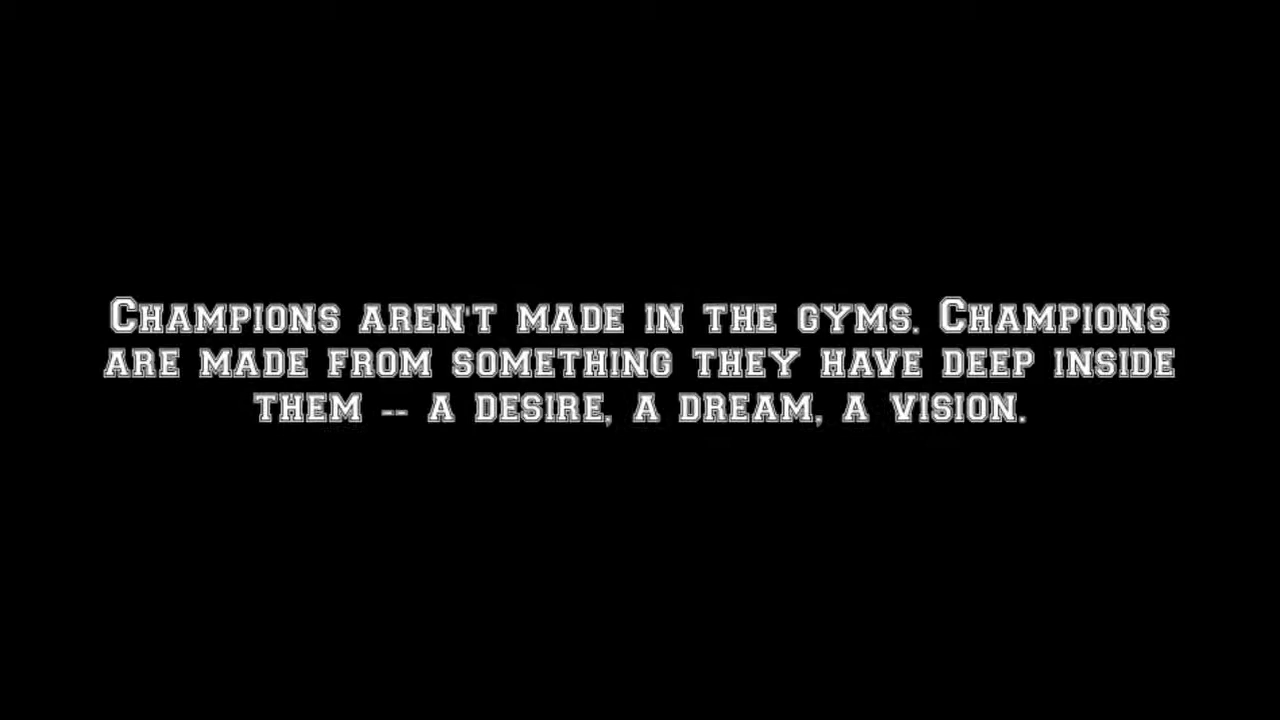 Champions aren't made in the gyms. Champions
are made from something they have deep inside
them -- a desire, a dream, a vision.